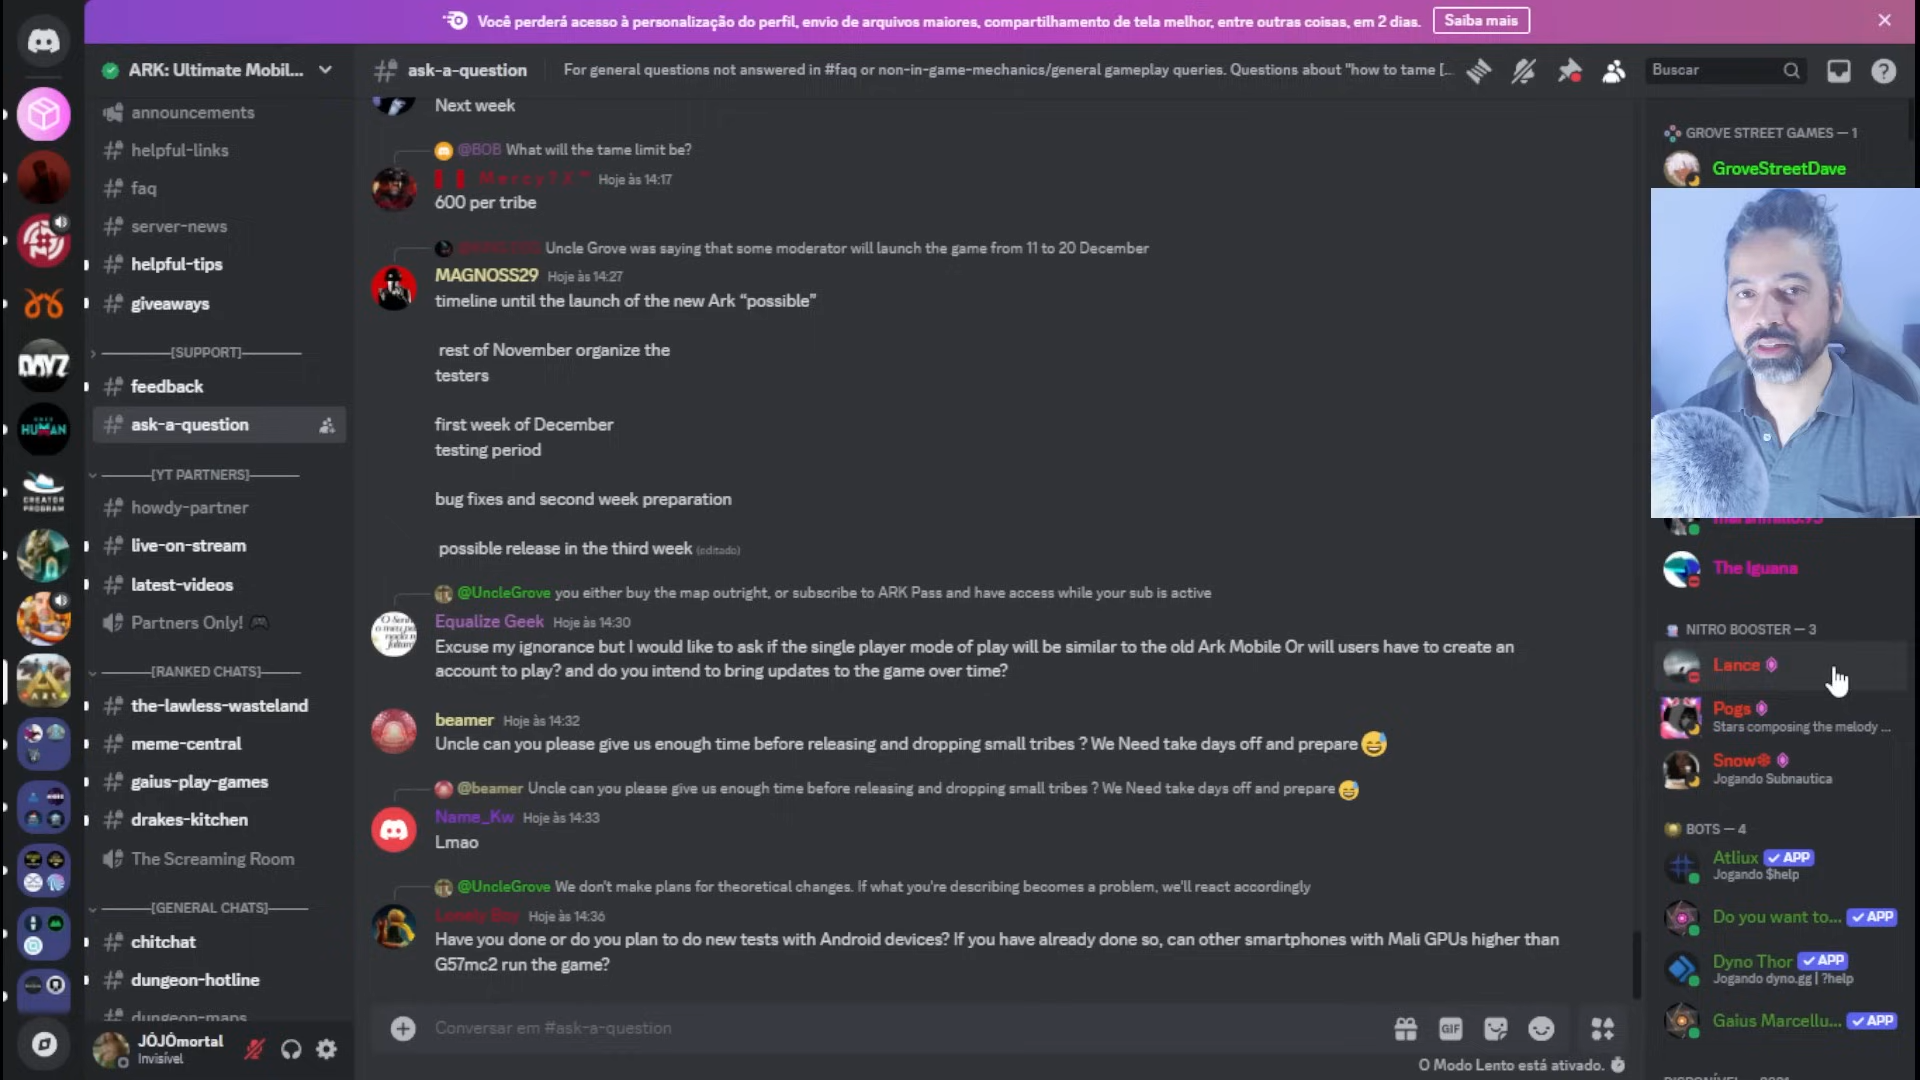 Você perderá acesso à personalização do perfil, envio de arquivos maiores, compartilhamento de tela melhor, entre outras coisas, em 2 dias.
Saiba mais
ARK: Ultimate Mobil...
announcements
helpful-links
faq
server-news
helpful-tips
giveaways
[SUPPORT]
feedback
ask-a-question
[YT PARTNERS]
howdy-partner
live-on-stream
latest-videos
Partners Only!
[RANKED CHATS]
the-lawless-wasteland
meme-central
gaius-play-games
drakes-kitchen
The Screaming Room
[GENERAL CHATS]
chitchat
dungeon-hotline
dungeon-maps
JÔJÔmortal
Invisível
DAYZ
HUMAN
CREATOR
PROGRAM
ask-a-question
For general questions not answered in #faq or non-in-game-mechanics/general gameplay queries. Questions about "how to tame [...
Buscar
Next week
@BOB What will the tame limit be?
Hoje às 14:17
600 per tribe
Uncle Grove was saying that some moderator will launch the game from 11 to 20 December
MAGNOSS29 Hoje às 14:27
timeline until the launch of the new Ark “possible”
rest of November organize the
testers
first week of December
testing period
bug fixes and second week preparation
possible release in the third week (editado)
@UncleGrove you either buy the map outright, or subscribe to ARK Pass and have access while your sub is active
Equalize Geek Hoje às 14:30
Excuse my ignorance but I would like to ask if the single player mode of play will be similar to the old Ark Mobile Or will users have to create an
account to play? and do you intend to bring updates to the game over time?
beamer Hoje às 14:32
Uncle can you please give us enough time before releasing and dropping small tribes ? We Need take days off and prepare 😅
@beamer Uncle can you please give us enough time before releasing and dropping small tribes ? We Need take days off and prepare 😅
Name_Kw Hoje às 14:33
Lmao
@UncleGrove We don't make plans for theoretical changes. If what you're describing becomes a problem, we'll react accordingly
Lonely Boy Hoje às 14:36
Have you done or do you plan to do new tests with Android devices? If you have already done so, can other smartphones with Mali GPUs higher than
G57mc2 run the game?
Conversar em #ask-a-question
GIF
O Modo Lento está ativado.
GROVE STREET GAMES — 1
GroveStreetDave
The Iguana
NITRO BOOSTER — 3
Lance
Pogs
Stars composing the melody ...
Snow
Jogando Subnautica
BOTS — 4
Atliux APP
Jogando $help
Do you want to... APP
Dyno Thor APP
Jogando dyno.gg | ?help
Gaius Marcellu... APP